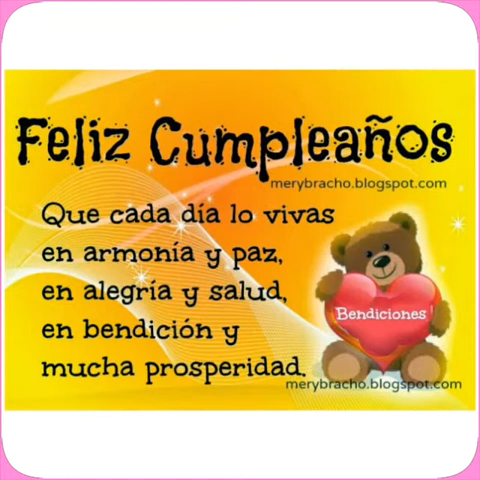 Feliz Cumpleaños
merybracho.blogspot.com
Que cada día lo vivas
en armonía y paz,
en alegría y salud,
en bendición y
mucha prosperidad.
Bendiciones
merybracho.blogspot.com